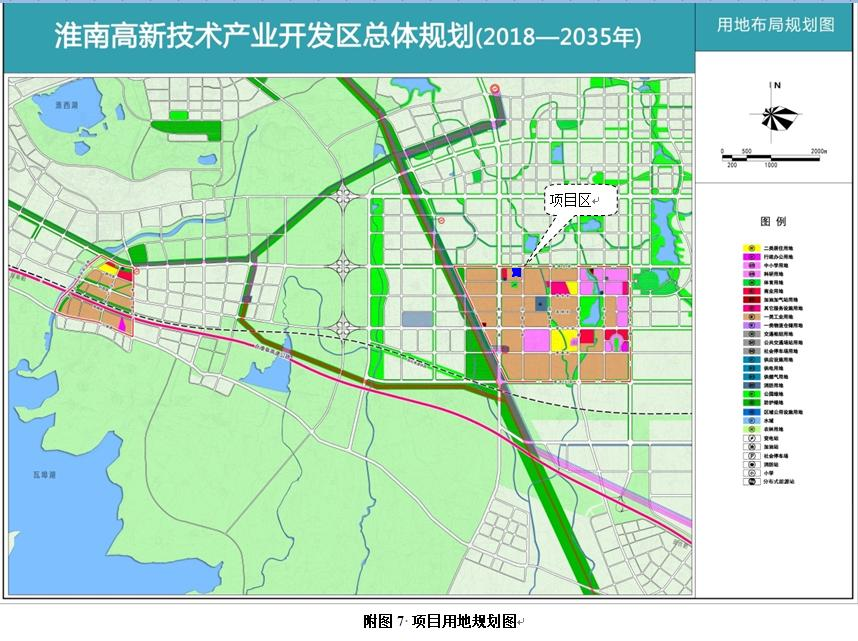 淮南高新技术产业开发区总体规划(2018—2035年)
用地布局规划图
N
0 500 2000m
200 1000
淮西湖
项目区
瓦埠湖
图 例
二类居住用地
行政办公用地
中小学用地
科研用地
体育用地
商业用地
加油加气站用地
其它服务设施用地
一类工业用地
一类物流仓储用地
交通枢纽用地
公共交通场站用地
社会停车场用地
供应设施用地
供电用地
供燃气用地
消防用地
公园绿地
防护绿地
区域公用设施用地
水域
农林用地
变电站
加油站
社会停车场
消防站
小学
分布式能源站
附图 7 项目用地规划图